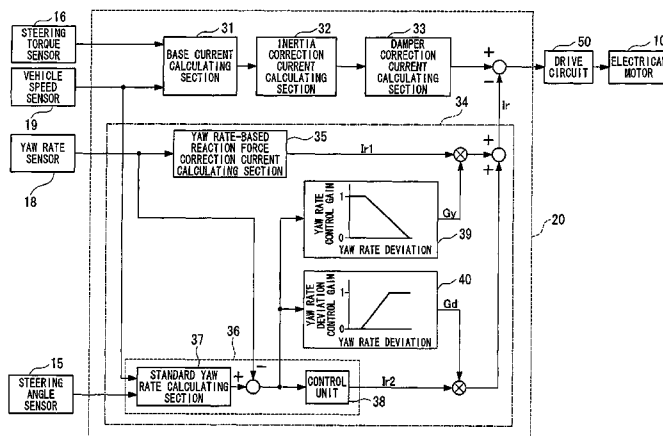 16
STEERING
TORQUE
SENSOR
VEHICLE
SPEED
SENSOR
19
31
BASE CURRENT
CALCULATING
SECTION
32
INERTIA
CORRECTION
CURRENT
CALCULATING
SECTION
33
DAMPER
CORRECTION
CURRENT
CALCULATING
SECTION
+
−
50
DRIVE
CIRCUIT
10
ELECTRICAL
MOTOR
Ir
34
YAW RATE
SENSOR
18
35
YAW RATE-BASED
REACTION FORCE
CORRECTION CURRENT
CALCULATING SECTION
Ir1
+
+
YAW RATE
CONTROL GAIN
1
0
YAW RATE DEVIATION
Gy
39
20
YAW RATE
DEVIATION
CONTROL GAIN
1
0
YAW RATE DEVIATION
40
Gd
36
37
STANDARD YAW
RATE CALCULATING
SECTION
+
−
CONTROL
UNIT
38
Ir2
15
STEERING
ANGLE
SENSOR